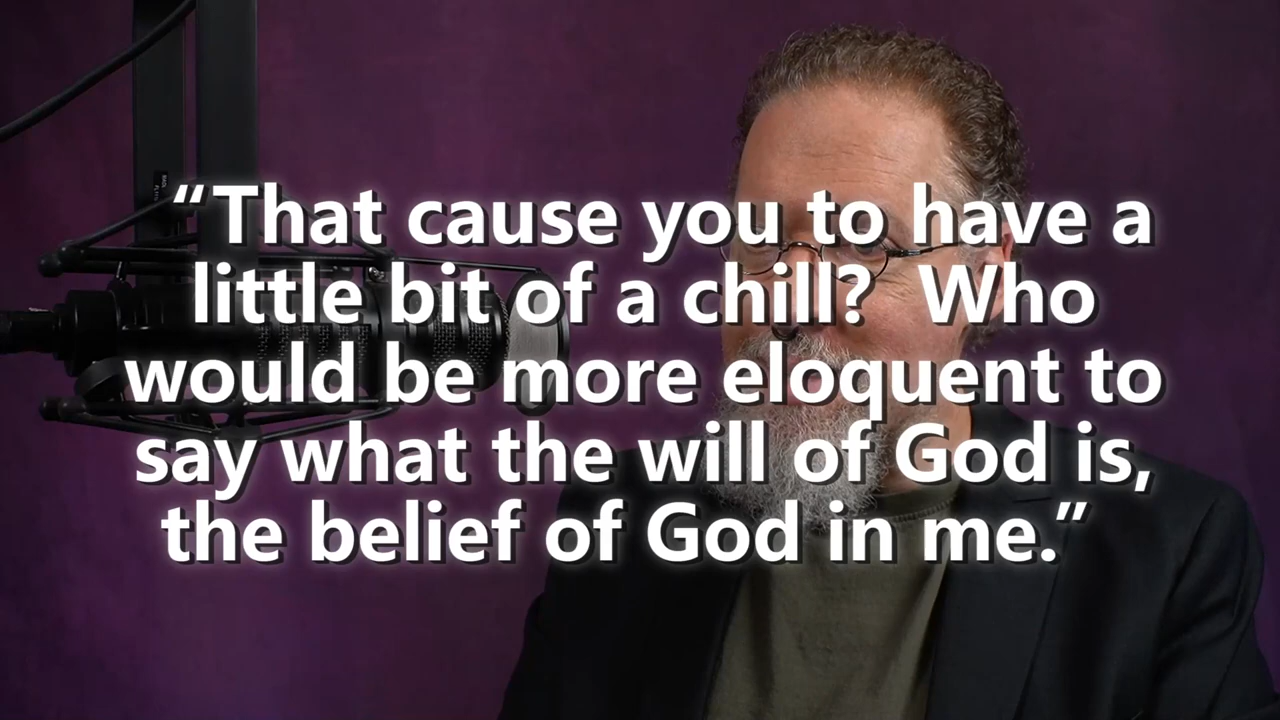 “That cause you to have a
little bit of a chill?  Who
would be more eloquent to
say what the will of God is,
the belief of God in me.”